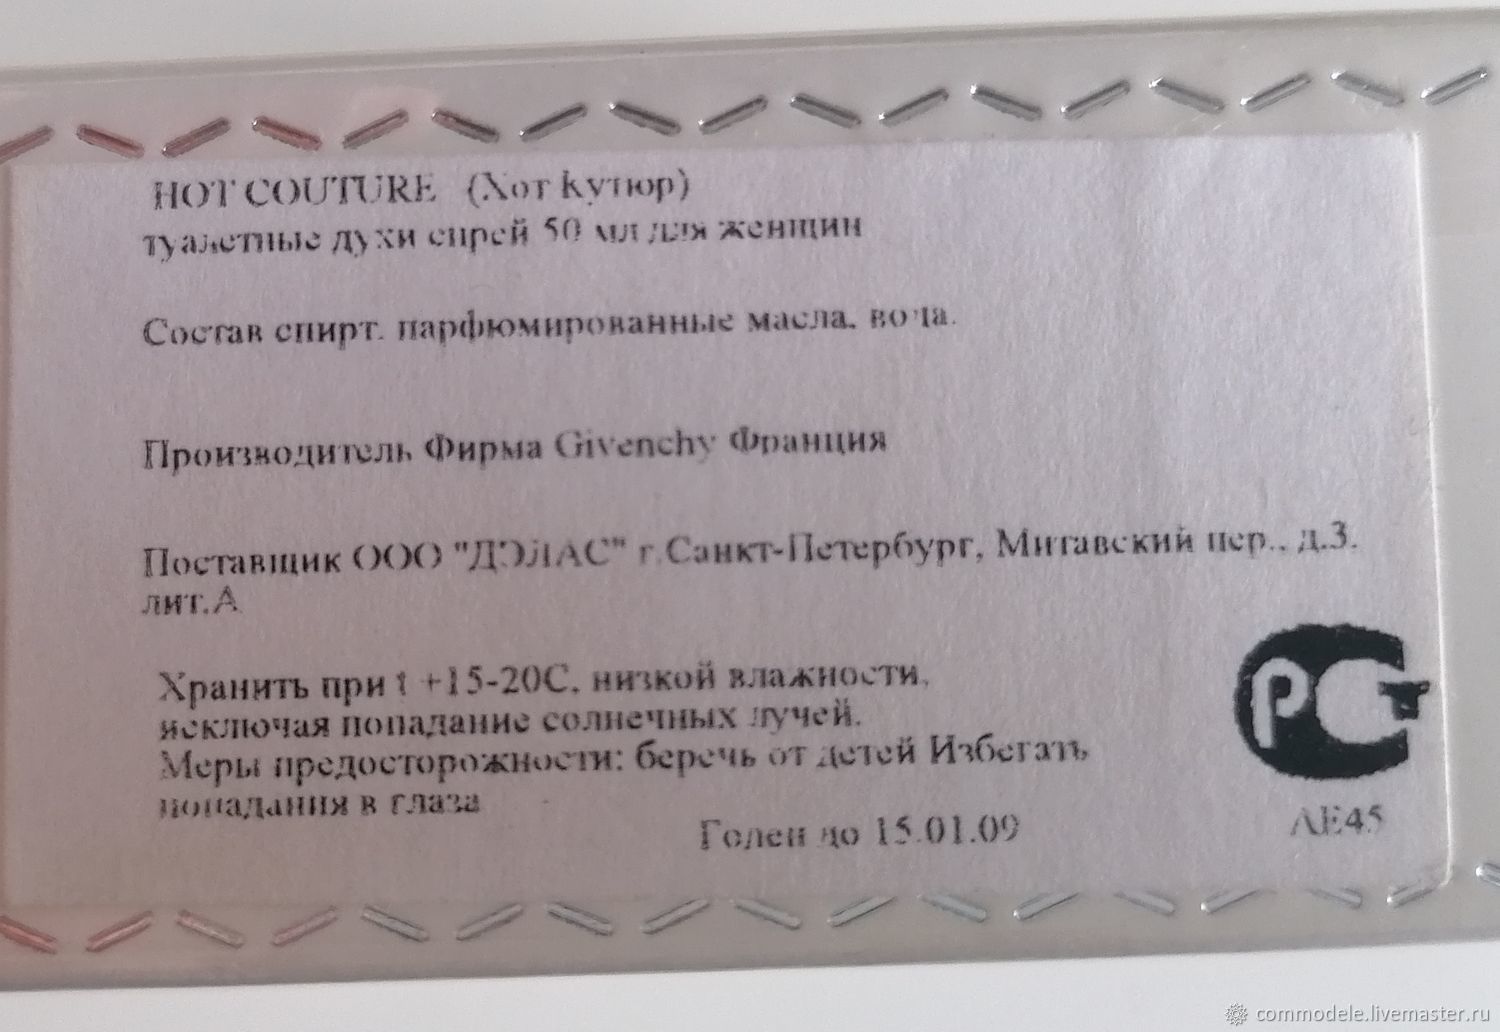 HOT COUTURE (Хот кутюр)
туалетные духи спрей 50 мл для женщин
Состав спирт. парфюмированные масла. вода.
Производитель Фирма Givenchy Франция
Поставщик ООО "ДЭЛАС" г.Санкт-Петербург, Митавский пер., д.3.
лит.А
Хранить при t +15-20С, низкой влажности,
исключая попадание солнечных лучей.
Меры предосторожности: беречь от детей Избегать
попадания в глаза
Годен до 15.01.09
РСТ
АЕ45
commodele.livemaster.ru